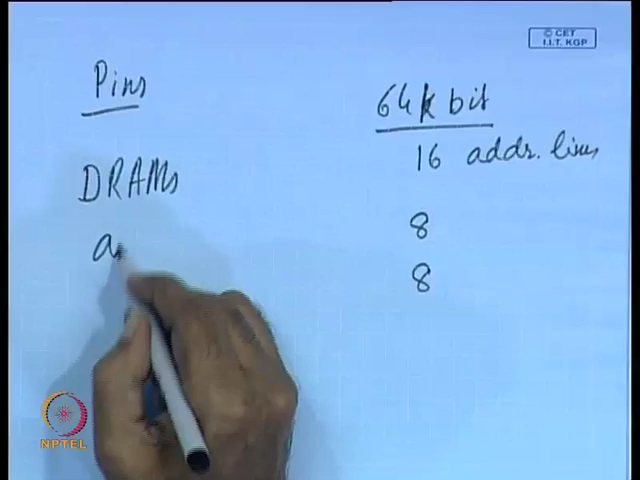 © CET
I.I.T. KGP
Pins
64k bit
16 addr. lines
DRAMs
8
a
8
NPTEL